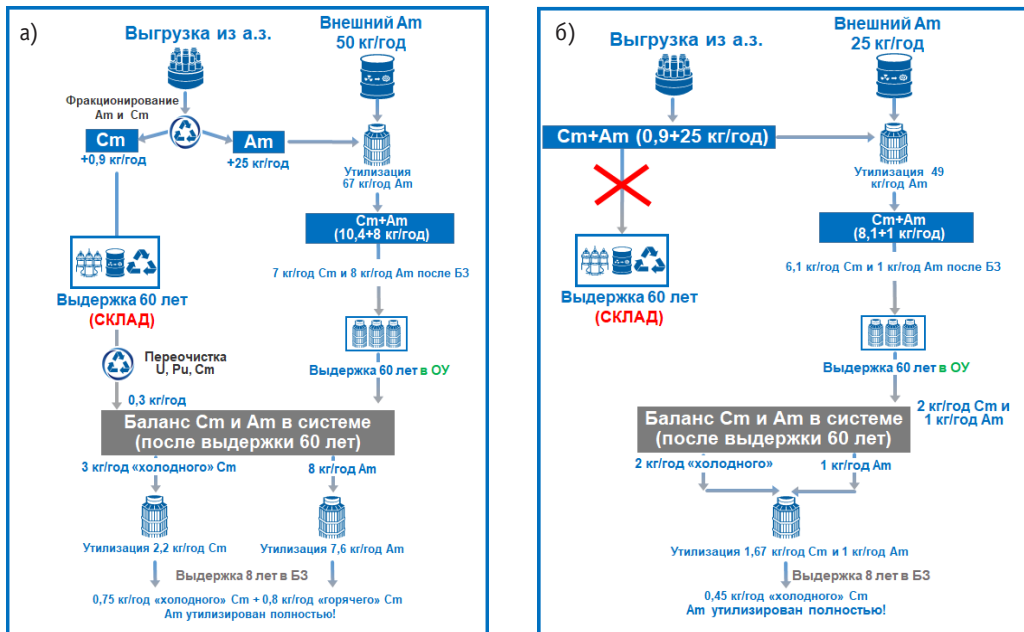 а)
Выгрузка из а.з.
Внешний Am
50 кг/год
Фракционирование
Am и Cm
Cm
Am
+0,9 кг/год
+25 кг/год
Утилизация
67 кг/год Am
Cm+Am
(10,4+8 кг/год)
7 кг/год Cm и 8 кг/год Am после БЗ
Выдержка 60 лет
(СКЛАД)
Переочистка
U, Pu, Cm
Выдержка 60 лет в ОУ
0,3 кг/год
Баланс Cm и Am в системе
(после выдержки 60 лет)
3 кг/год «холодного» Cm
8 кг/год Am
Утилизация 2,2 кг/год Cm
Утилизация 7,6 кг/год Am
Выдержка 8 лет в БЗ
0,75 кг/год «холодного» Cm + 0,8 кг/год «горячего» Cm
Am утилизирован полностью!
б)
Выгрузка из а.з.
Внешний Am
25 кг/год
Cm+Am (0,9+25 кг/год)
Утилизация 49
кг/год Am
Cm+Am
(8,1+1 кг/год)
6,1 кг/год Cm и 1 кг/год Am после БЗ
Выдержка 60 лет
(СКЛАД)
Выдержка 60 лет в ОУ
2 кг/год Cm и
1 кг/год Am
Баланс Cm и Am в системе
(после выдержки 60 лет)
2 кг/год «холодного»
1 кг/год Am
Утилизация 1,67 кг/год Cm и 1 кг/год Am
Выдержка 8 лет в БЗ
0,45 кг/год «холодного» Cm
Am утилизирован полностью!